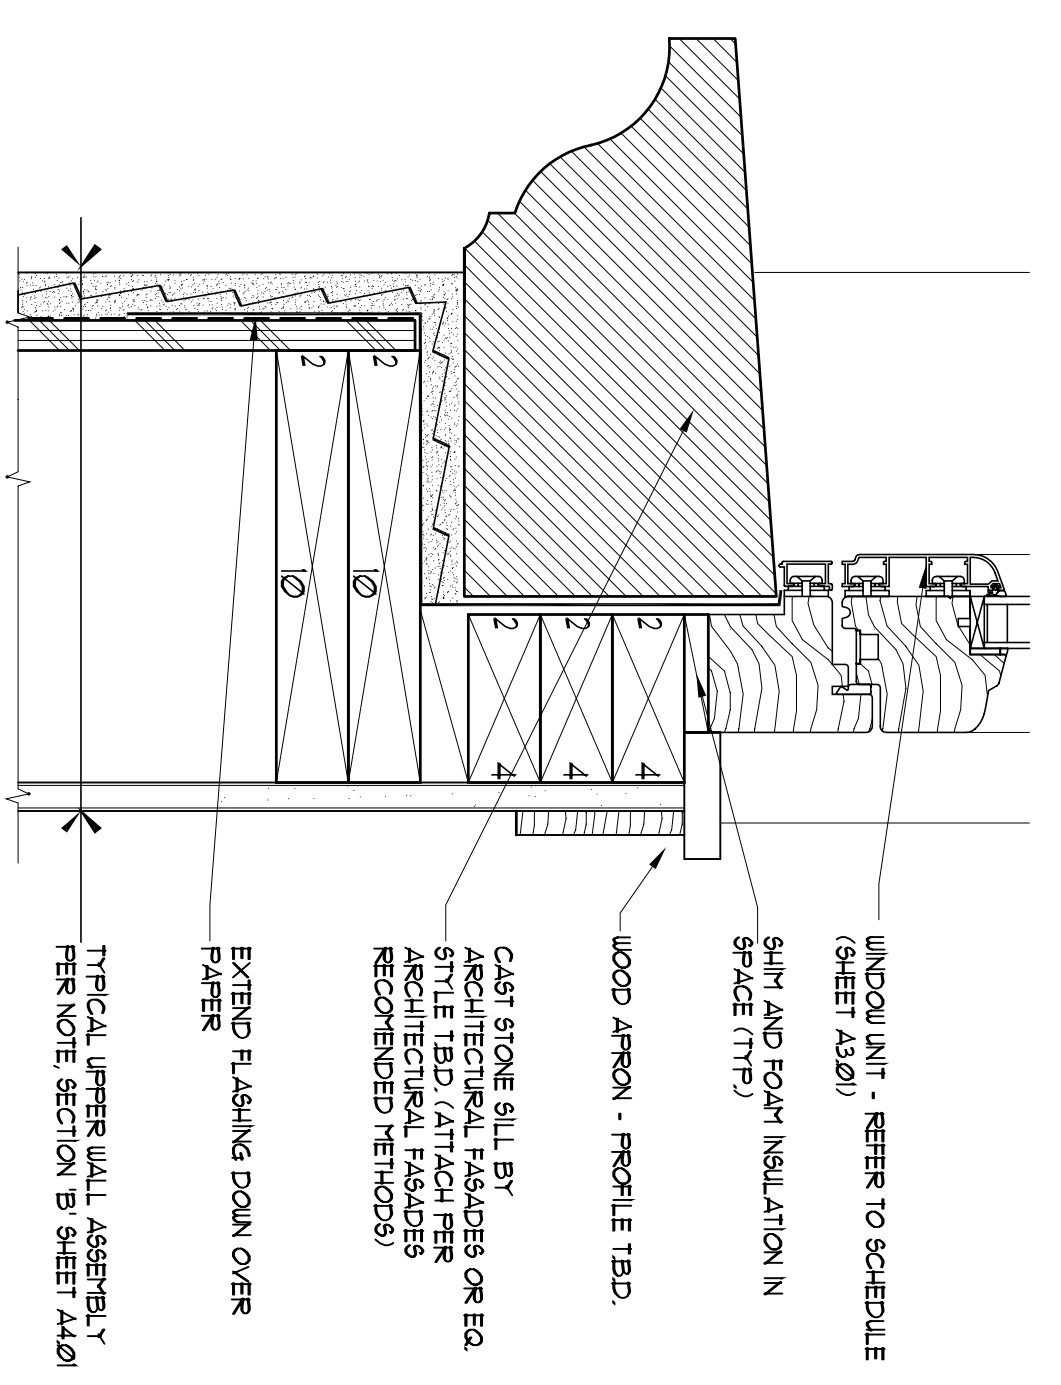 WINDOW UNIT - REFER TO SCHEDULE
(SHEET A3.01)
SHIM AND FOAM INSULATION IN
SPACE (TYP.)
WOOD APRON - PROFILE T.B.D.
CAST STONE SILL BY
ARCHITECTURAL FASADES OR EQ.
STYLE T.B.D. (ATTACH PER
ARCHITECTURAL FASADES
RECOMENDED METHODS)
EXTEND FLASHING DOWN OVER
PAPER
TYPICAL UPPER WALL ASSEMBLY
PER NOTE, SECTION 'B' SHEET A4.01
2 4
2 4
2 4
2 10
2 10